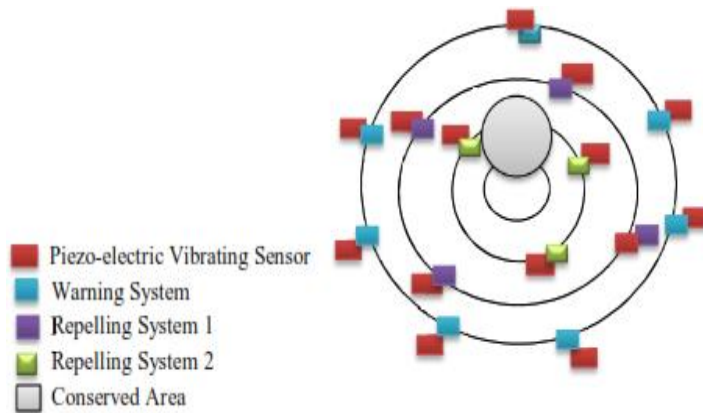 Piezo-electric Vibrating Sensor
Warning System
Repelling System 1
Repelling System 2
Conserved Area